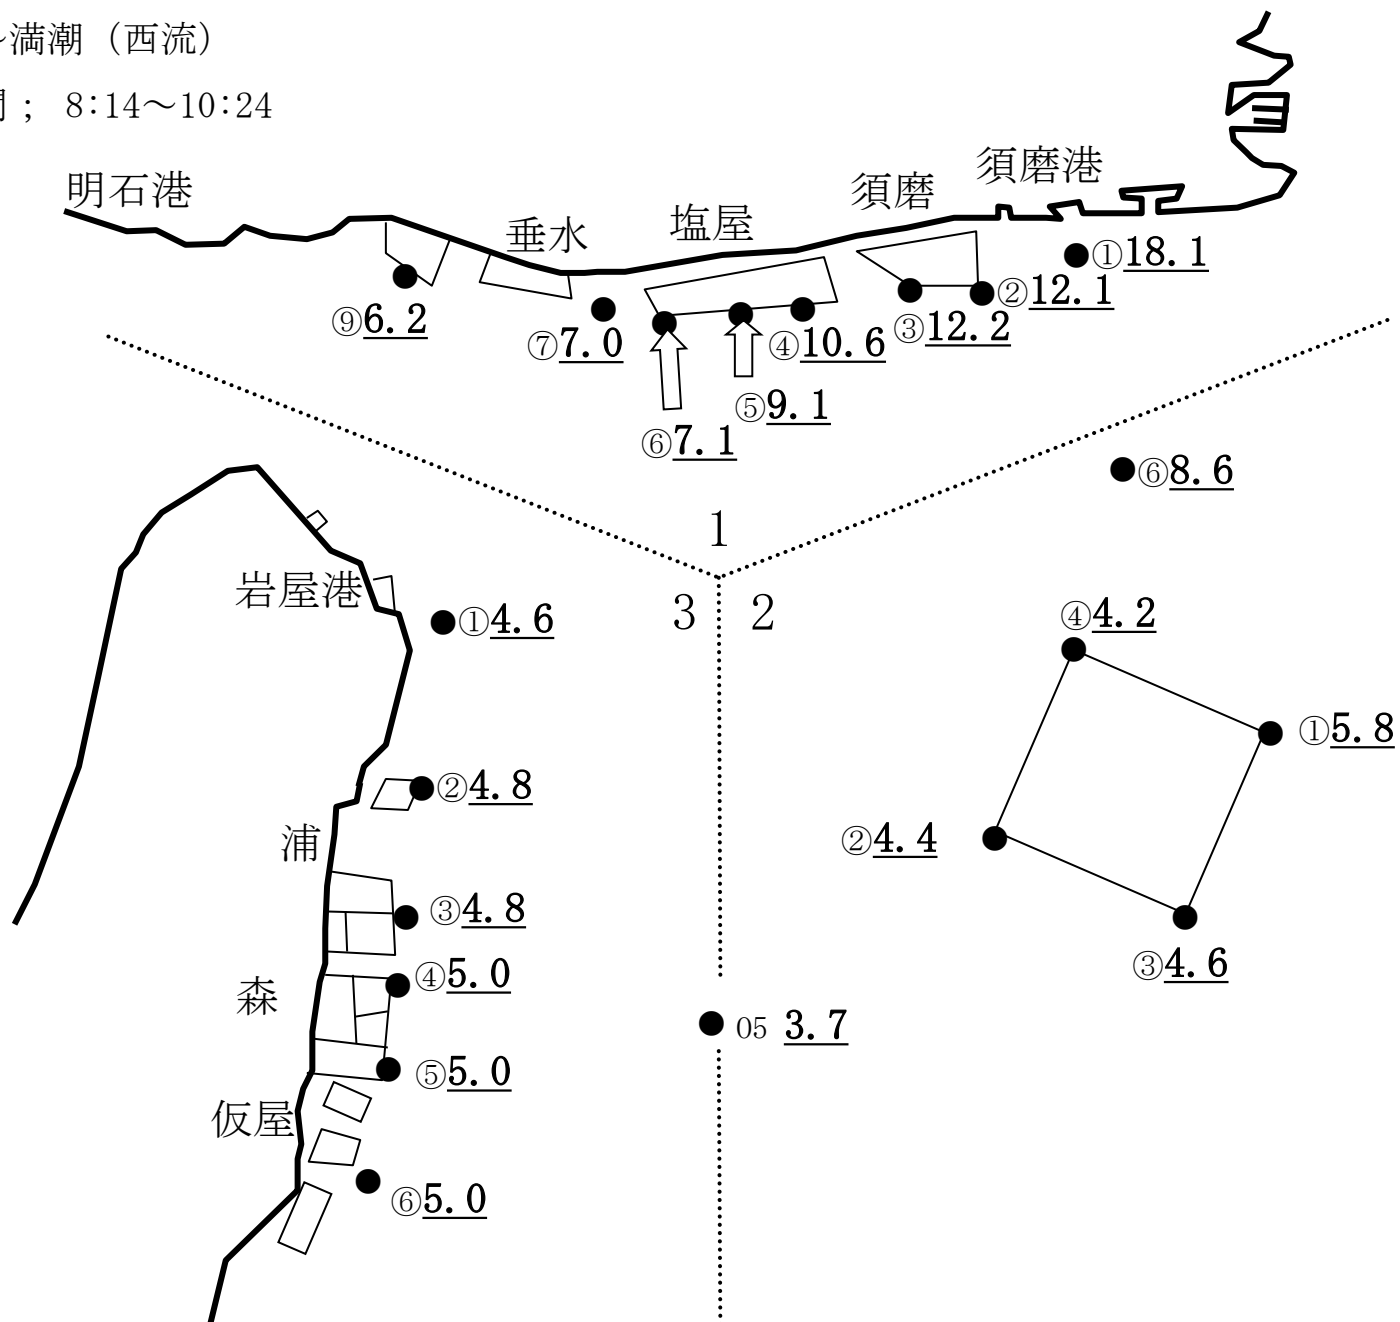 ~満潮（西流）
; 8:14～10:24
明石港
垂水
塩屋
須磨
須磨港
①18.1
②12.1
③12.2
④10.6
⑤9.1
⑥7.1
⑦7.0
⑨6.2
1
⑥8.6
3 2
岩屋港
①4.6
④4.2
①5.8
②4.8
浦
②4.4
③4.8
③4.6
④5.0
森
05 3.7
⑤5.0
仮屋
⑥5.0